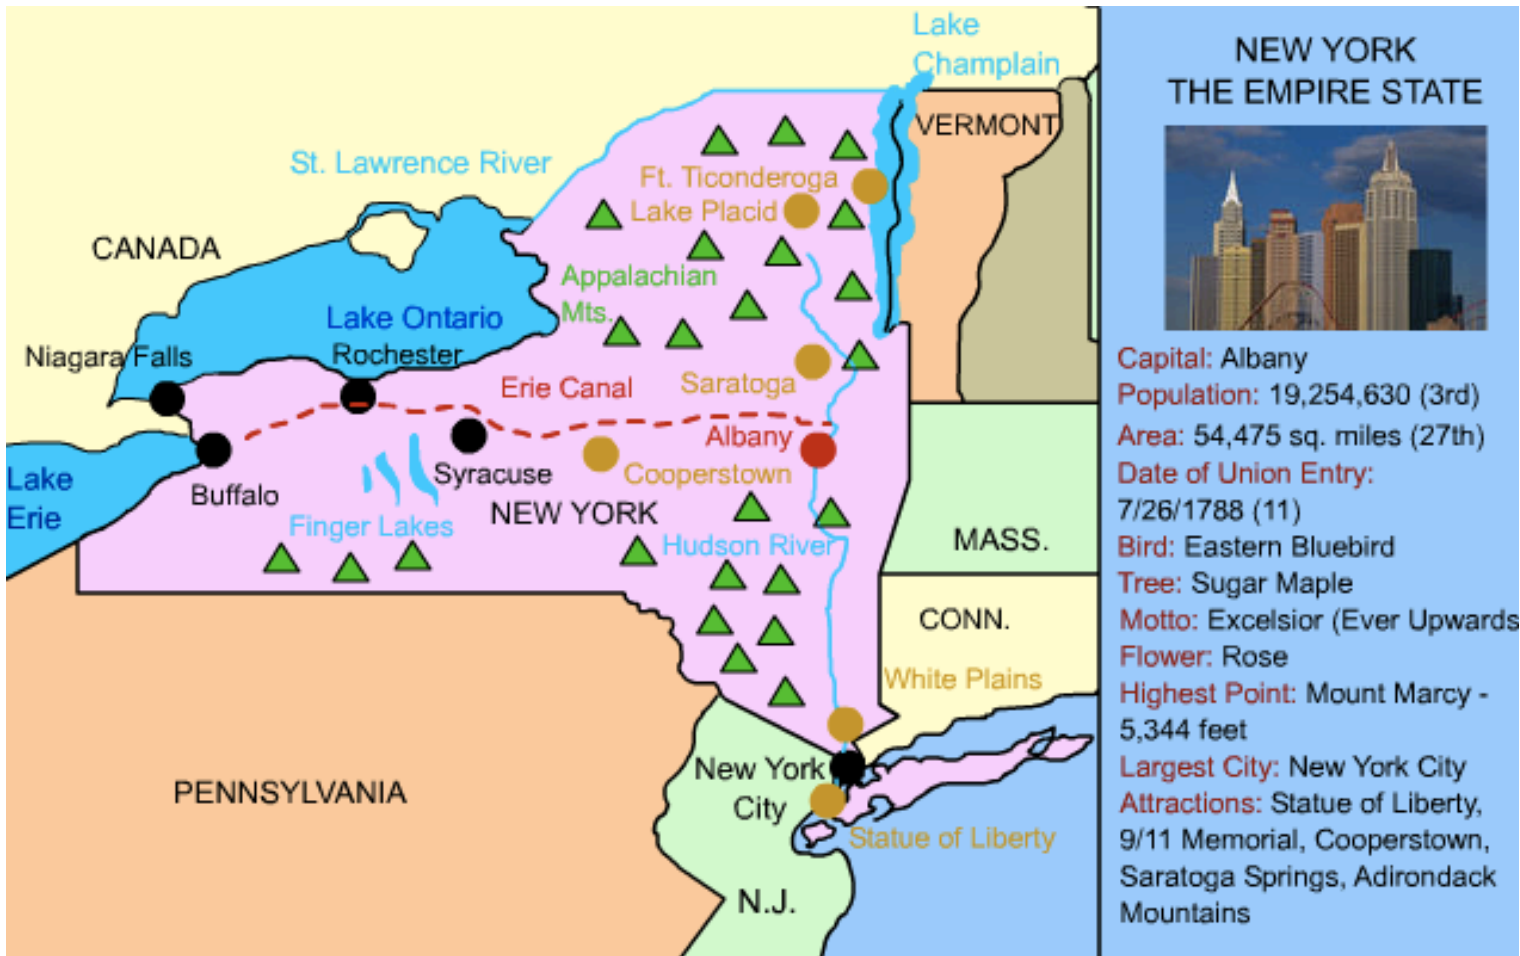 Lake
Champlain
VERMONT
St. Lawrence River
Ft. Ticonderoga
Lake Placid
CANADA
Appalachian
Mts.
Lake Ontario
Niagara Falls
Rochester
Erie Canal
Saratoga
Albany
Lake
Erie
Buffalo
Syracuse
Cooperstown
Finger Lakes
NEW YORK
Hudson River
MASS.
CONN.
White Plains
PENNSYLVANIA
New York
City
Statue of Liberty
N.J.
NEW YORK
THE EMPIRE STATE
Capital: Albany
Population: 19,254,630 (3rd)
Area: 54,475 sq. miles (27th)
Date of Union Entry:
7/26/1788 (11)
Bird: Eastern Bluebird
Tree: Sugar Maple
Motto: Excelsior (Ever Upwards
Flower: Rose
Highest Point: Mount Marcy -
5,344 feet
Largest City: New York City
Attractions: Statue of Liberty,
9/11 Memorial, Cooperstown,
Saratoga Springs, Adirondack
Mountains